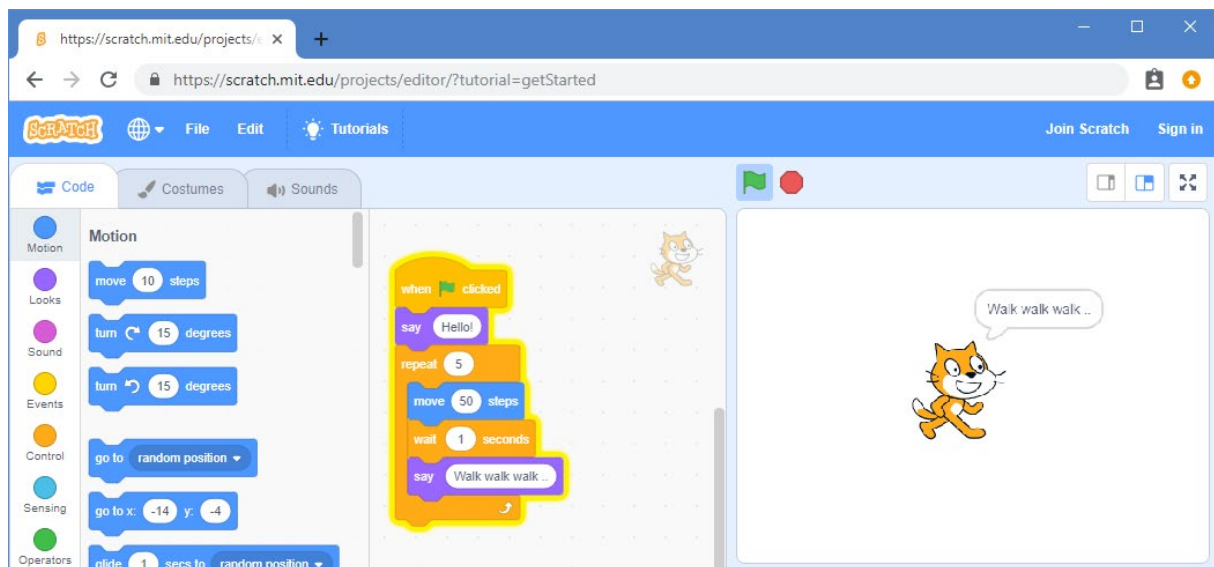 https://scratch.mit.edu/projects/e
https://scratch.mit.edu/projects/editor/?tutorial=getStarted
SCRATCH File Edit Tutorials Join Scratch Sign in
Code Costumes Sounds
Motion
Looks
Sound
Events
Control
Sensing
Operators
Motion
move 10 steps
turn 15 degrees
turn 15 degrees
go to random position
go to x: -14 y: -4
glide 1 secs to random position
when clicked
say Hello!
repeat 5
move 50 steps
wait 1 seconds
say Walk walk walk ..
Walk walk walk ..